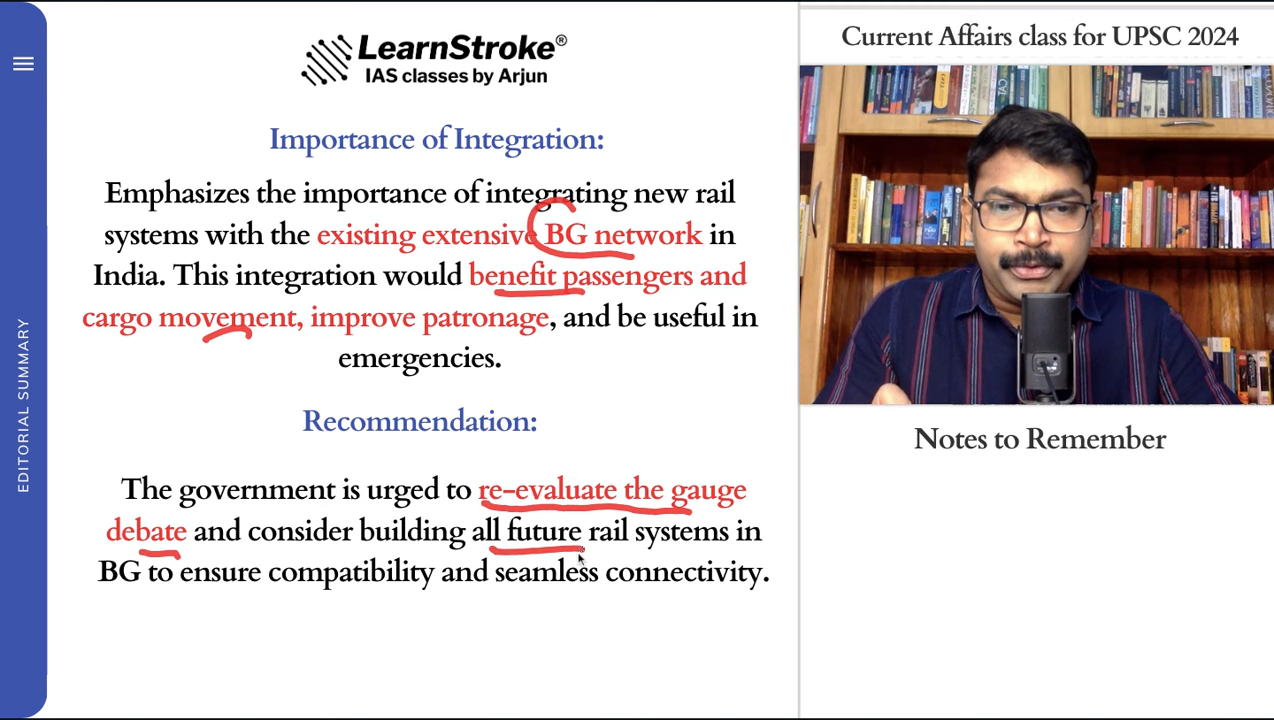 LearnStroke®
IAS classes by Arjun
Importance of Integration:
Emphasizes the importance of integrating new rail
systems with the existing extensive BG network in
India. This integration would benefit passengers and
cargo movement, improve patronage, and be useful in
emergencies.
Recommendation:
The government is urged to re-evaluate the gauge
debate and consider building all future rail systems in
BG to ensure compatibility and seamless connectivity.
EDITORIAL SUMMARY
Current Affairs class for UPSC 2024
Notes to Remember